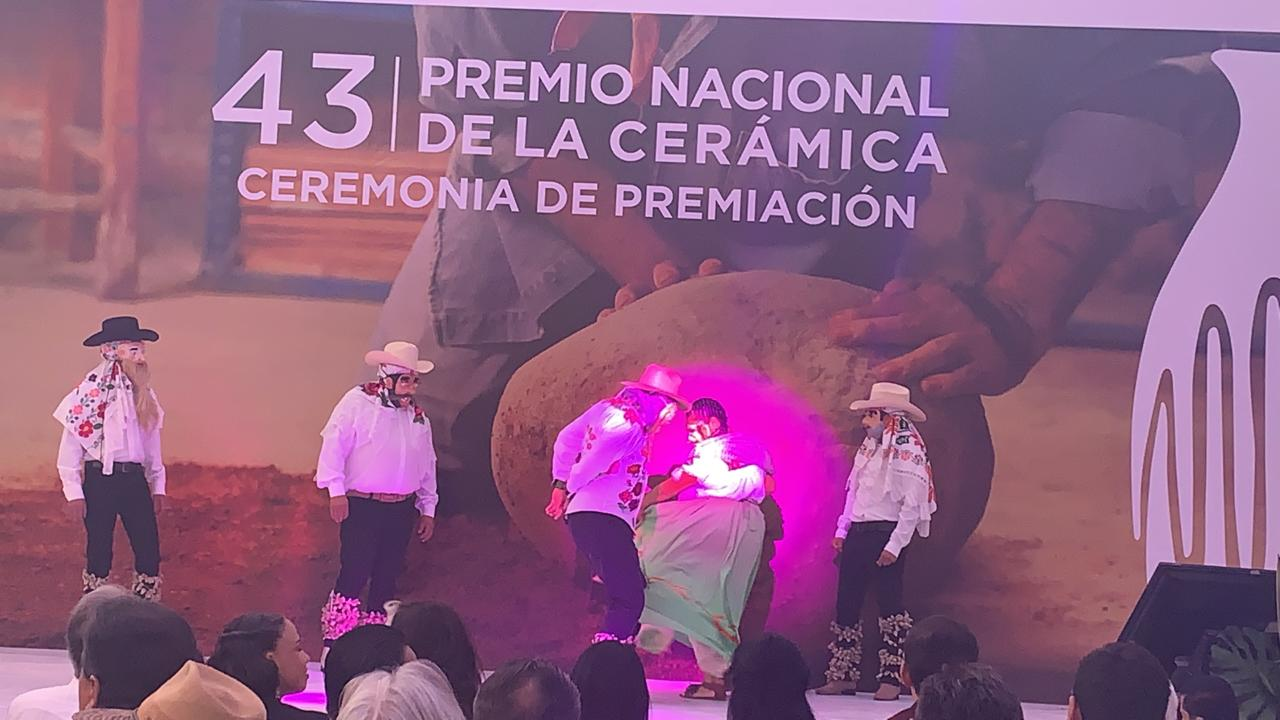 43 | PREMIO NACIONAL
DE LA CERÁMICA
CEREMONIA DE PREMIACIÓN